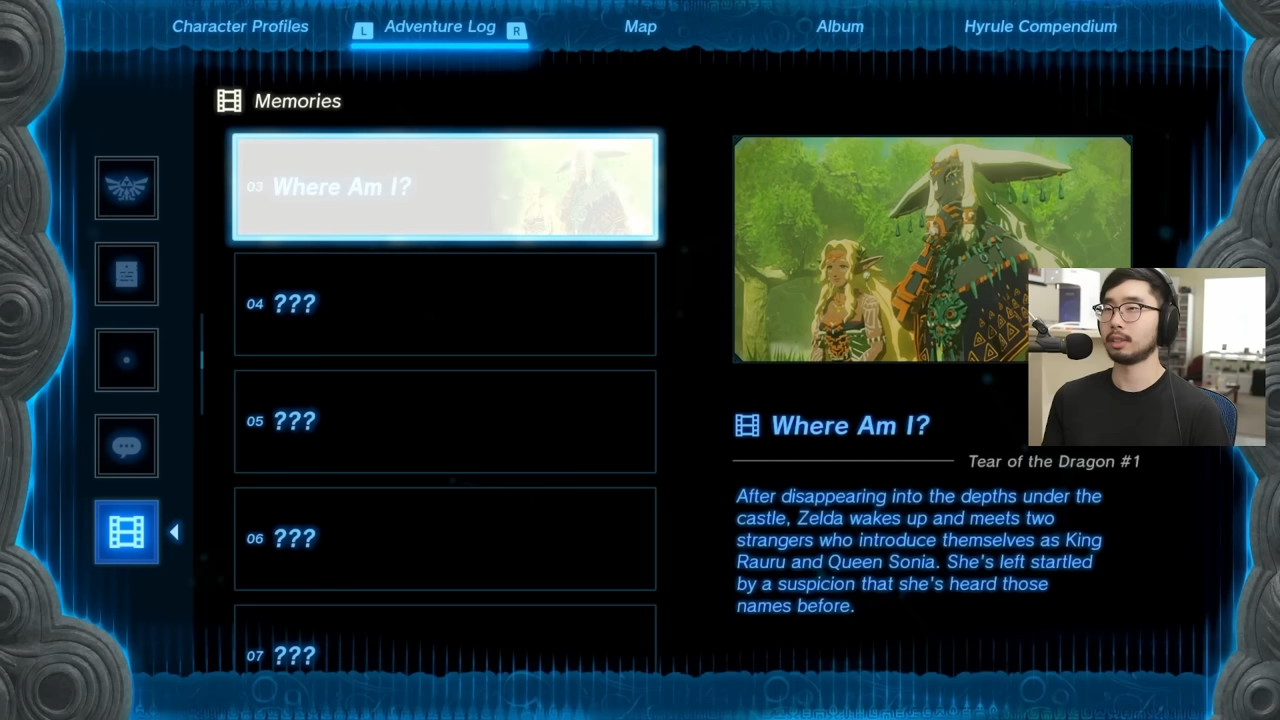 Character Profiles
L Adventure Log R
Map
Album
Hyrule Compendium
Memories
03 Where Am I?
04 ???
05 ???
06 ???
07 ???
Where Am I?
Tear of the Dragon #1
After disappearing into the depths under the
castle, Zelda wakes up and meets two
strangers who introduce themselves as King
Rauru and Queen Sonia. She's left startled
by a suspicion that she's heard those
names before.